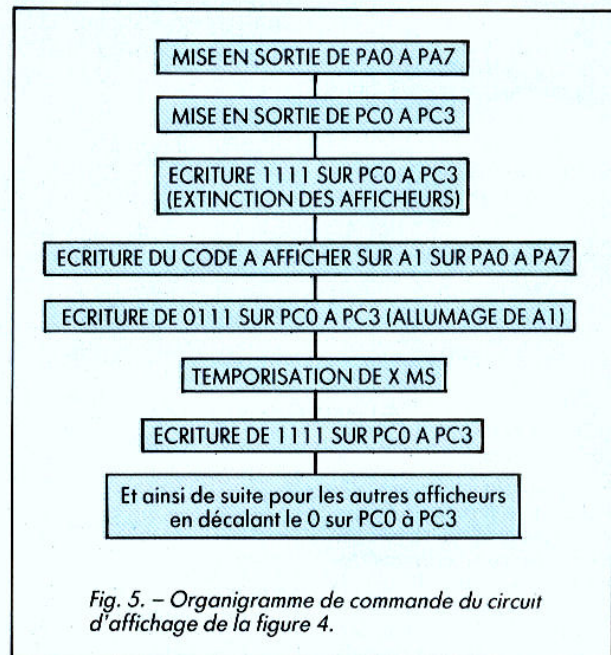 MISE EN SORTIE DE PA0 A PA7
MISE EN SORTIE DE PC0 A PC3
ECRITURE 1111 SUR PC0 A PC3
(EXTINCTION DES AFFICHEURS)
ECRITURE DU CODE A AFFICHER SUR A1 SUR PA0 A PA7
ECRITURE DE 0111 SUR PC0 A PC3 (ALLUMAGE DE A1)
TEMPORISATION DE X MS
ECRITURE DE 1111 SUR PC0 A PC3
Et ainsi de suite pour les autres afficheurs
en décalant le 0 sur PC0 à PC3
Fig. 5. – Organigramme de commande du circuit
d'affichage de la figure 4.